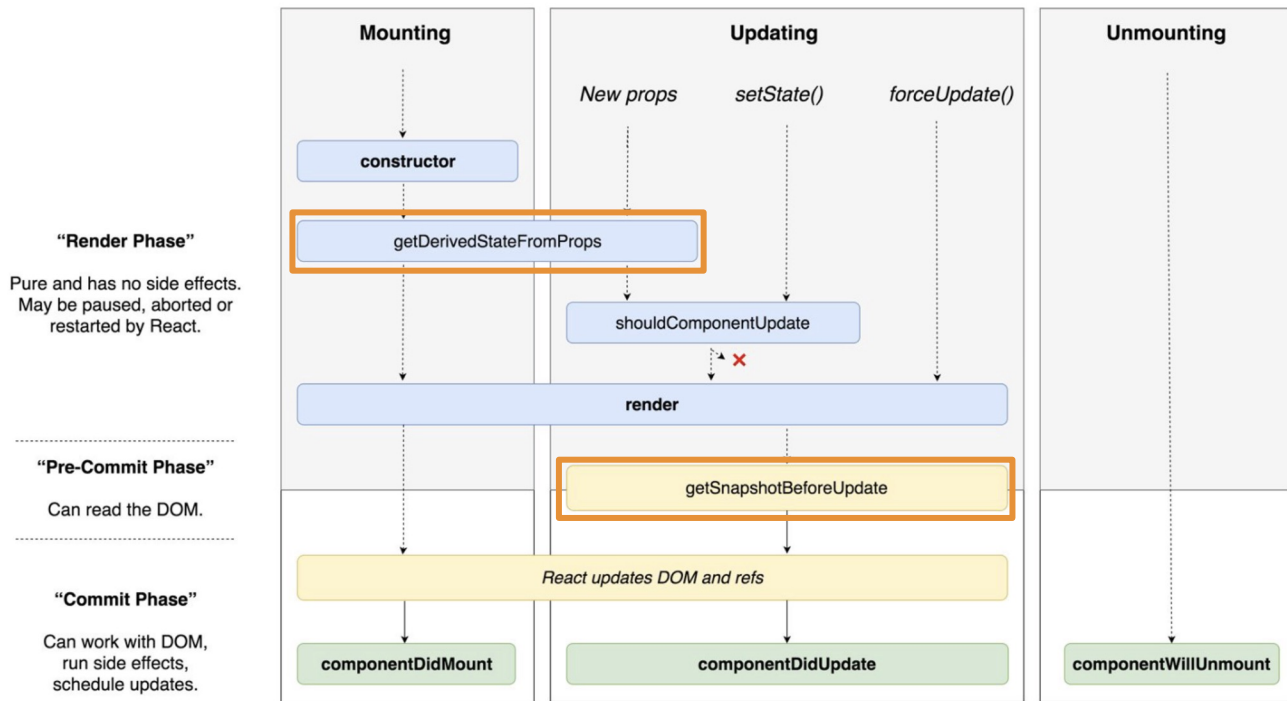 Mounting
Updating
Unmounting
New props
setState()
forceUpdate()
constructor
getDerivedStateFromProps
“Render Phase”
Pure and has no side effects.
May be paused, aborted or
restarted by React.
shouldComponentUpdate
render
“Pre-Commit Phase”
Can read the DOM.
getSnapshotBeforeUpdate
React updates DOM and refs
“Commit Phase”
Can work with DOM,
run side effects,
schedule updates.
componentDidMount
componentDidUpdate
componentWillUnmount